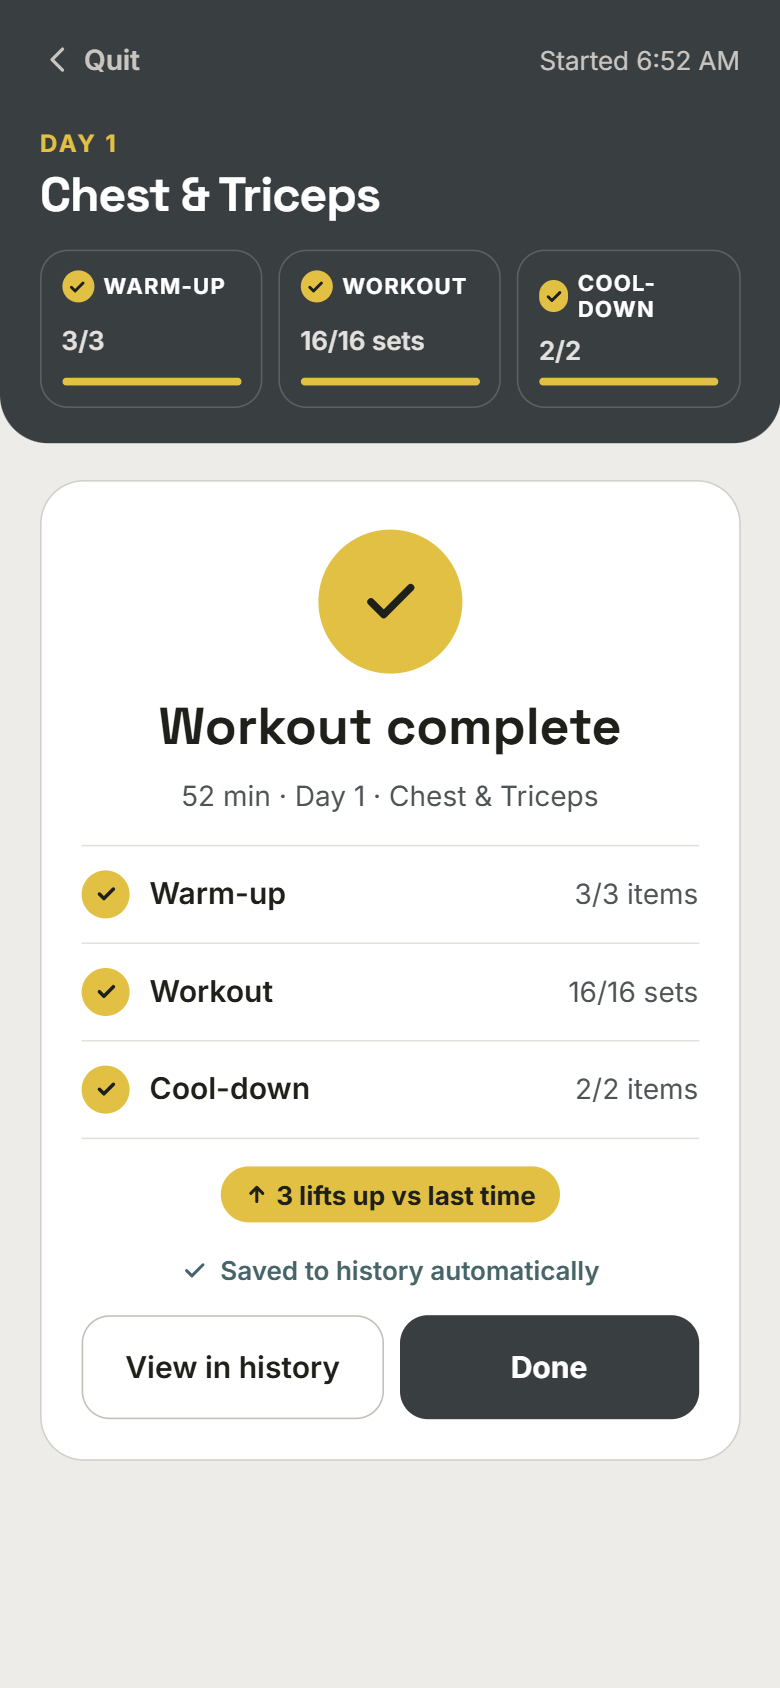 Quit
Started 6:52 AM
DAY 1
Chest & Triceps
WARM-UP
3/3
WORKOUT
16/16 sets
COOL-
DOWN
2/2
Workout complete
52 min · Day 1 · Chest & Triceps
Warm-up
3/3 items
Workout
16/16 sets
Cool-down
2/2 items
↑ 3 lifts up vs last time
Saved to history automatically
View in history
Done